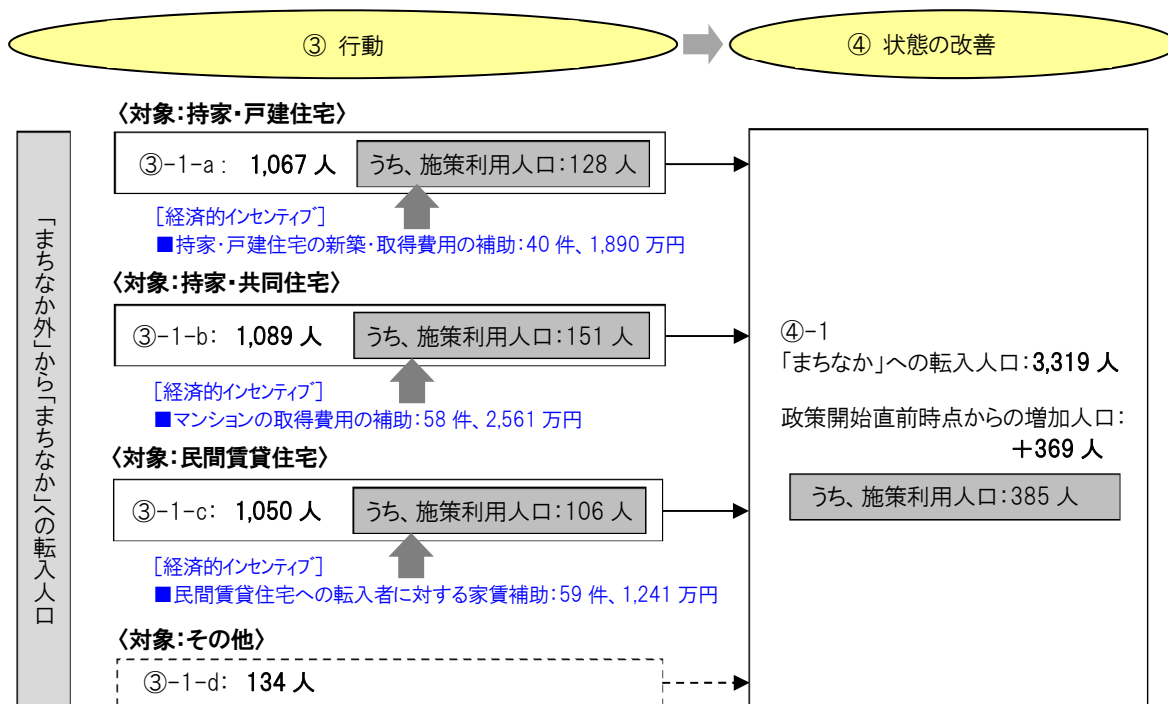 ③ 行動
④ 状態の改善
「まちなか外」から「まちなか」への転入人口
〈対象：持家・戸建住宅〉
③-1-a： 1,067 人 うち、施策利用人口：128 人
［経済的インセンティブ］
■持家・戸建住宅の新築・取得費用の補助：40 件、1,890 万円
〈対象：持家・共同住宅〉
③-1-b： 1,089 人 うち、施策利用人口：151 人
［経済的インセンティブ］
■マンションの取得費用の補助：58 件、2,561 万円
〈対象：民間賃貸住宅〉
③-1-c： 1,050 人 うち、施策利用人口：106 人
［経済的インセンティブ］
■民間賃貸住宅への転入者に対する家賃補助：59 件、1,241 万円
〈対象：その他〉
③-1-d： 134 人
④-1
「まちなか」への転入人口：3,319 人
政策開始直前時点からの増加人口：
＋369 人
うち、施策利用人口：385 人